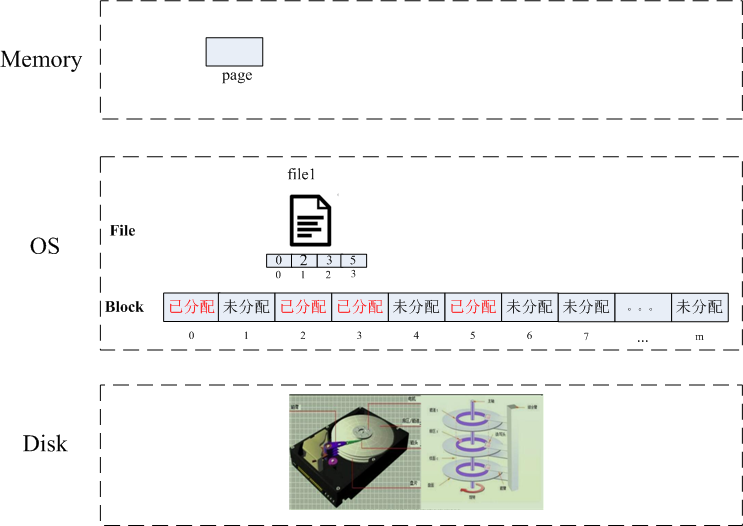 Memory
page
OS
file1
File
0 2 3 5
0 1 2 3
Block
已分配 未分配 已分配 已分配 未分配 已分配 未分配 未分配 。。。 未分配
0 1 2 3 4 5 6 7 ... m
Disk